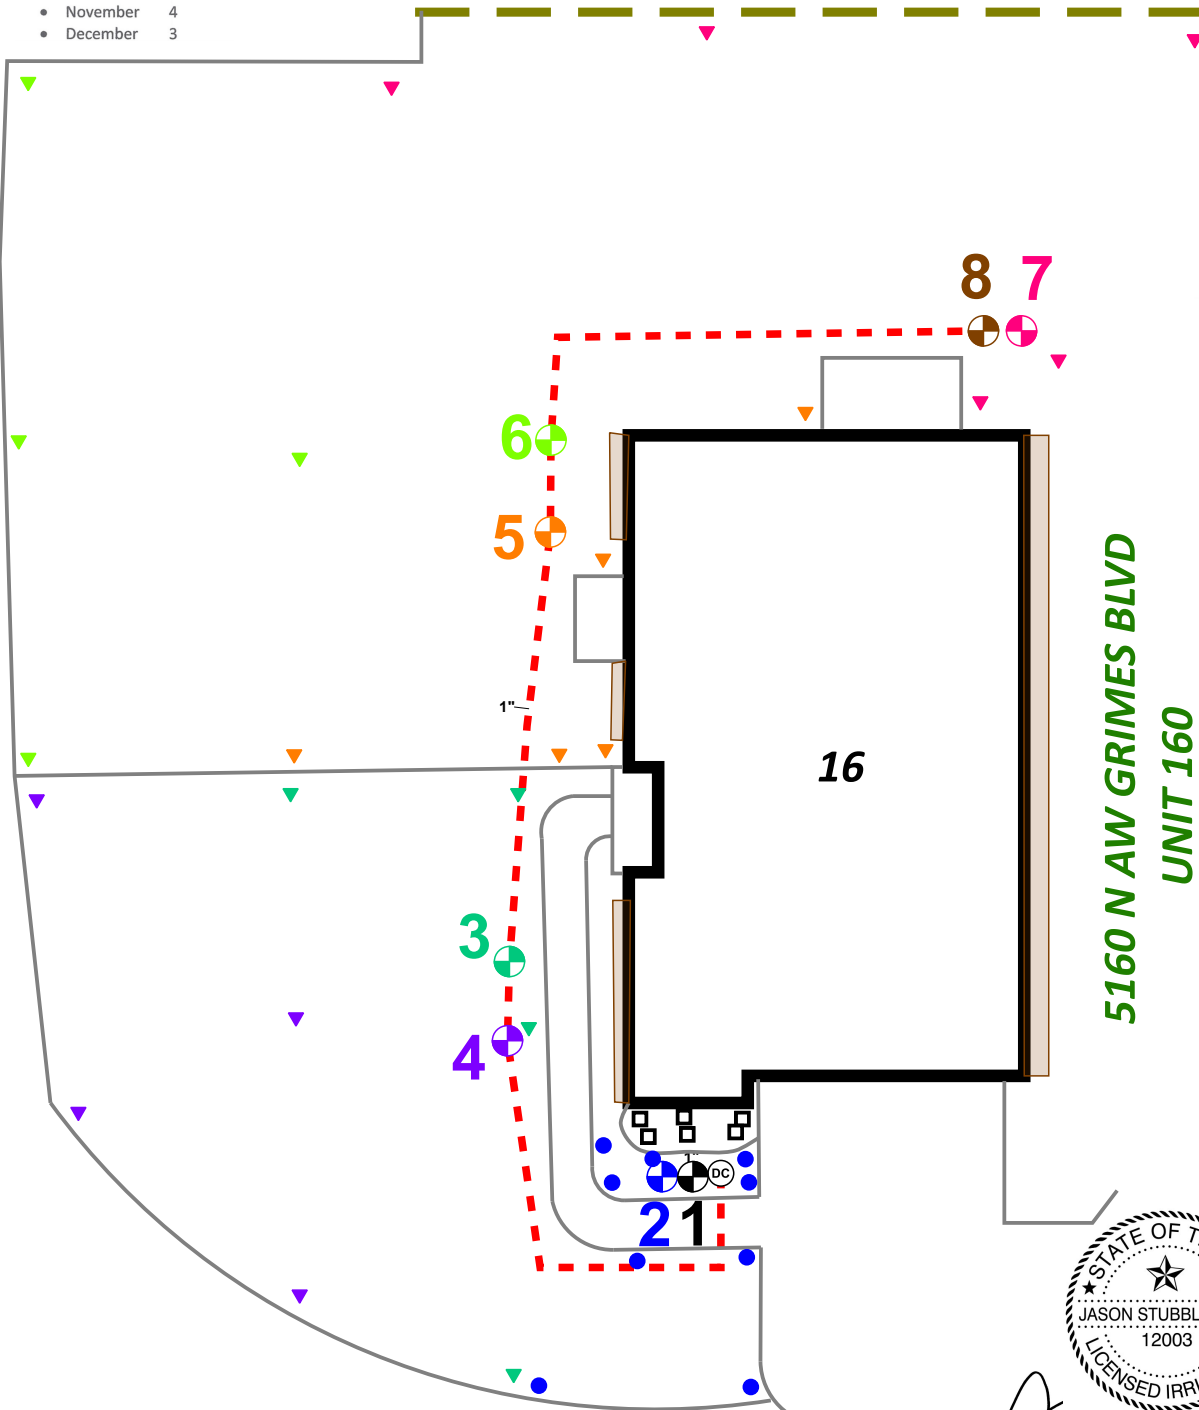 • November 4
• December 3
8 7
6
5
1"
16
5160 N AW GRIMES BLVD
UNIT 160
3
4
1"
DC
2 1
STATE OF T
JASON STUBBL
12003
LICENSED IRRI